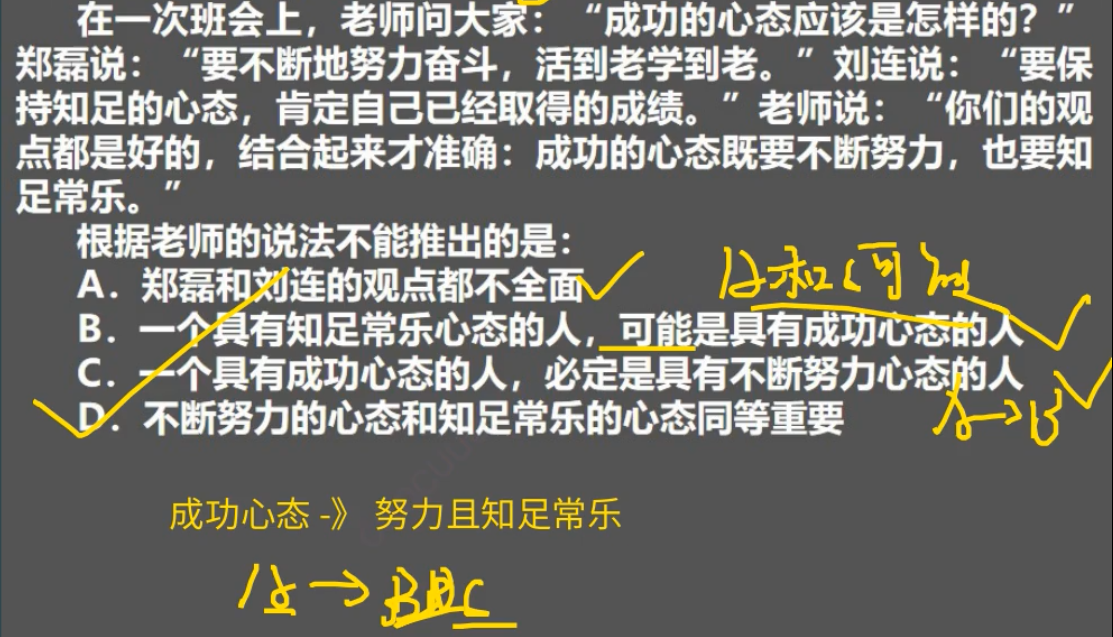 在一次班会上，老师问大家：“成功的心态应该是怎样的？”
郑磊说：“要不断地努力奋斗，活到老学到老。”刘连说：“要保
持知足的心态，肯定自己已经取得的成绩。”老师说：“你们的观
点都是好的，结合起来才准确：成功的心态既要不断努力，也要知
足常乐。”
根据老师的说法不能推出的是：
A．郑磊和刘连的观点都不全面
B．一个具有知足常乐心态的人，可能是具有成功心态的人
C．一个具有成功心态的人，必定是具有不断努力心态的人
D．不断努力的心态和知足常乐的心态同等重要
成功心态 -》 努力且知足常乐